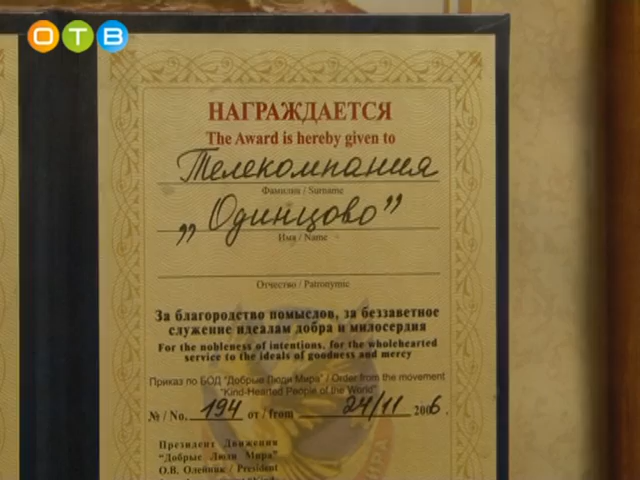 ОТВ
НАГРАЖДАЕТСЯ
The Award is hereby given to
Телекомпания
Фамилия / Surname
„Одинцово”
Имя / Name
Отчество / Patronymic
За благородство помыслов, за беззаветное
служение идеалам добра и милосердия
For the nobleness of intentions, for the wholehearted
service to the ideals of goodness and mercy
Приказ по БОД "Добрые Люди Мира" / Order from the movement
"Kind-Hearted People of the World"
№ / No. 194 от / from 24/11 2006.
Президент Движения
"Добрые Люди Мира"
О.В. Олейник / President